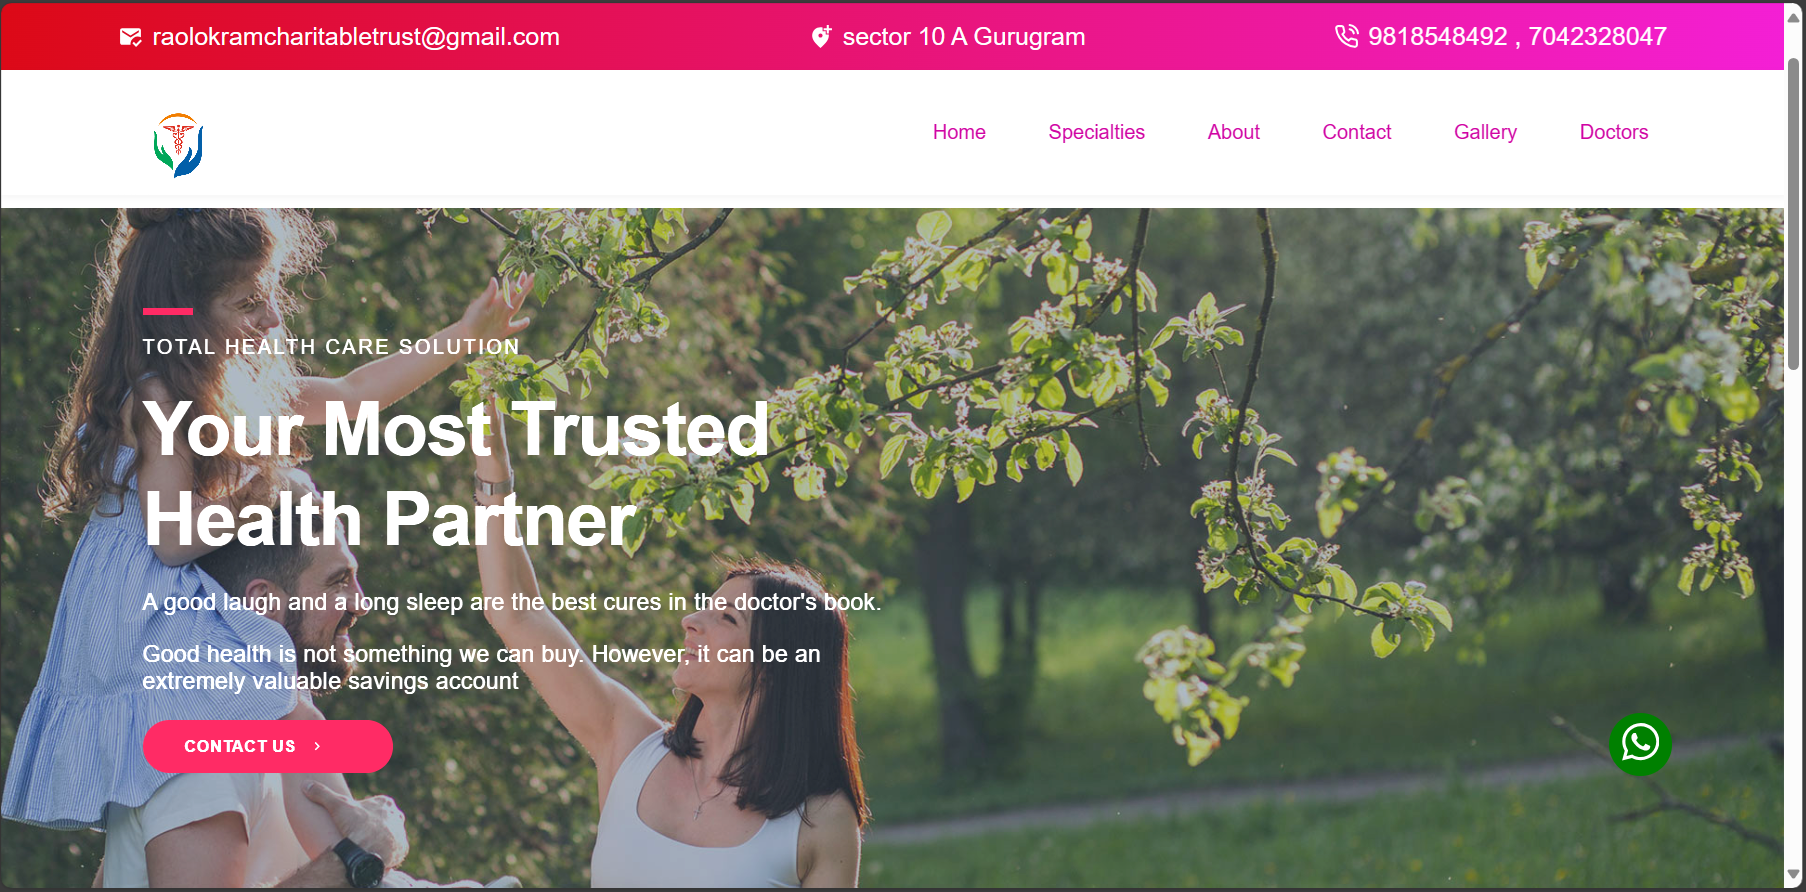 raolokramcharitabletrust@gmail.com
sector 10 A Gurugram
9818548492 , 7042328047
Home
Specialties
About
Contact
Gallery
Doctors
TOTAL HEALTH CARE SOLUTION
Your Most Trusted
Health Partner
A good laugh and a long sleep are the best cures in the doctor's book.
Good health is not something we can buy. However, it can be an
extremely valuable savings account
CONTACT US